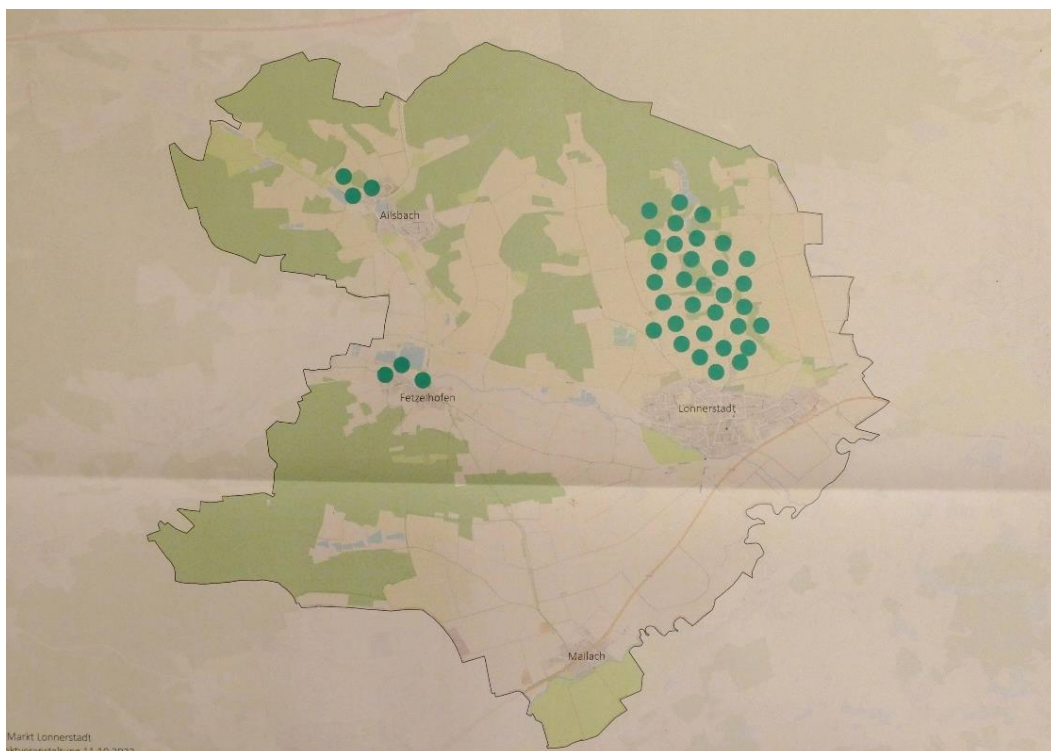 Ailsbach
Fetzelhofen
Lonnerstadt
Mailach
Markt Lonnerstadt